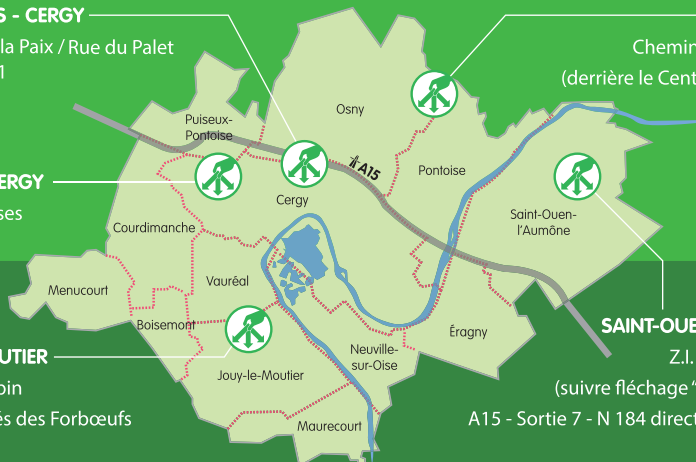 S - CERGY
la Paix / Rue du Palet
1
Chemin
(derrière le Cent
Osny
Puiseux-
Pontoise
A15
Pontoise
ERGY
ses
Cergy
Saint-Ouen-
l'Aumône
Courdimanche
Menucourt
Vauréal
Boisemont
Éragny
SAINT-OUE
UTIER
Z.I.
Neuville-
sur-Oise
Jouy-le-Moutier
pin
(suivre fléchage "
és des Forbœufs
A15 - Sortie 7 - N 184 direct
Maurecourt